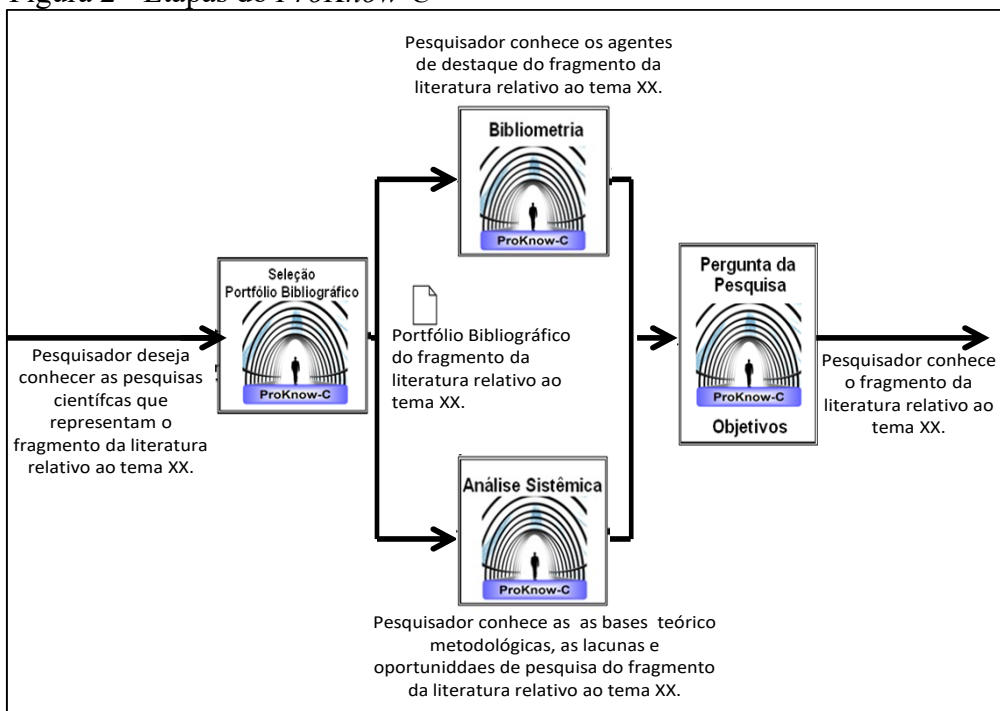 Figura 2 - Etapas do ProKnow-C
Pesquisador conhece os agentes
de destaque do fragmento da
literatura relativo ao tema XX.
Bibliometria
ProKnow-C
Seleção
Portfólio Bibliográfico
ProKnow-C
Pesquisador deseja
conhecer as pesquisas
científcas que
representam o
fragmento da literatura
relativo ao tema XX.
Portfólio Bibliográfico
do fragmento da
literatura relativo ao
tema XX.
Pergunta da
Pesquisa
ProKnow-C
Objetivos
Pesquisador conhece
o fragmento da
literatura relativo ao
tema XX.
Análise Sistêmica
ProKnow-C
Pesquisador conhece as as bases teórico
metodológicas, as lacunas e
oportuniddaes de pesquisa do fragmento
da literatura relativo ao tema XX.